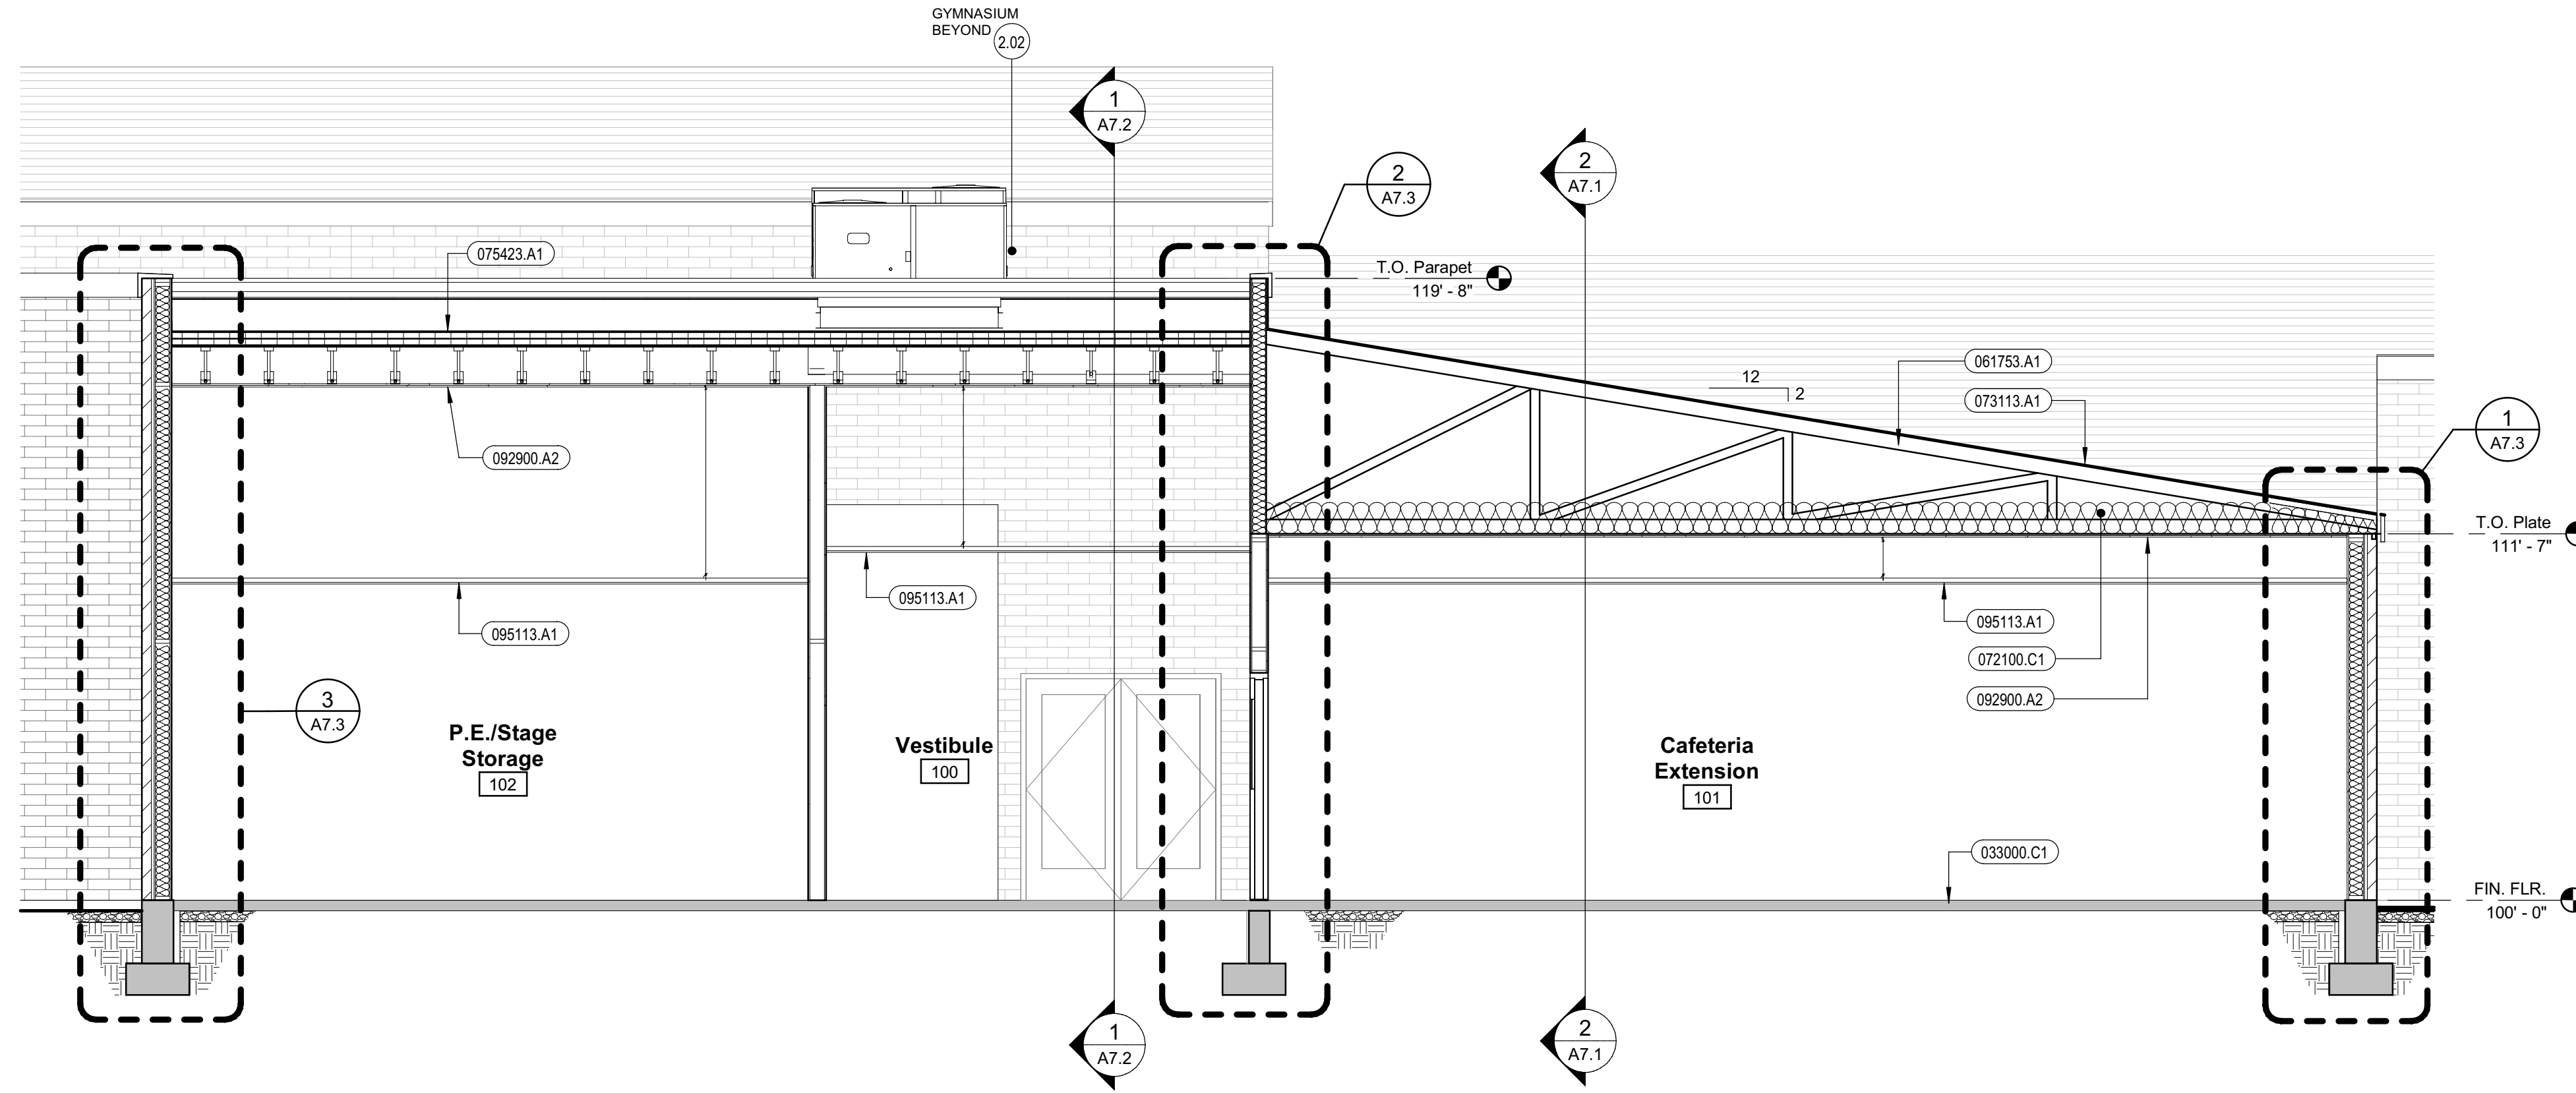 GYMNASIUM
BEYOND
2.02
1
A7.2
2
A7.1
2
A7.3
075423.A1
T.O. Parapet
119' - 8"
061753.A1
12
2
073113.A1
1
A7.3
092900.A2
T.O. Plate
111' - 7"
095113.A1
095113.A1
095113.A1
072100.C1
092900.A2
3
A7.3
P.E./Stage
Storage
102
Vestibule
100
Cafeteria
Extension
101
033000.C1
FIN. FLR.
100' - 0"
1
A7.2
2
A7.1